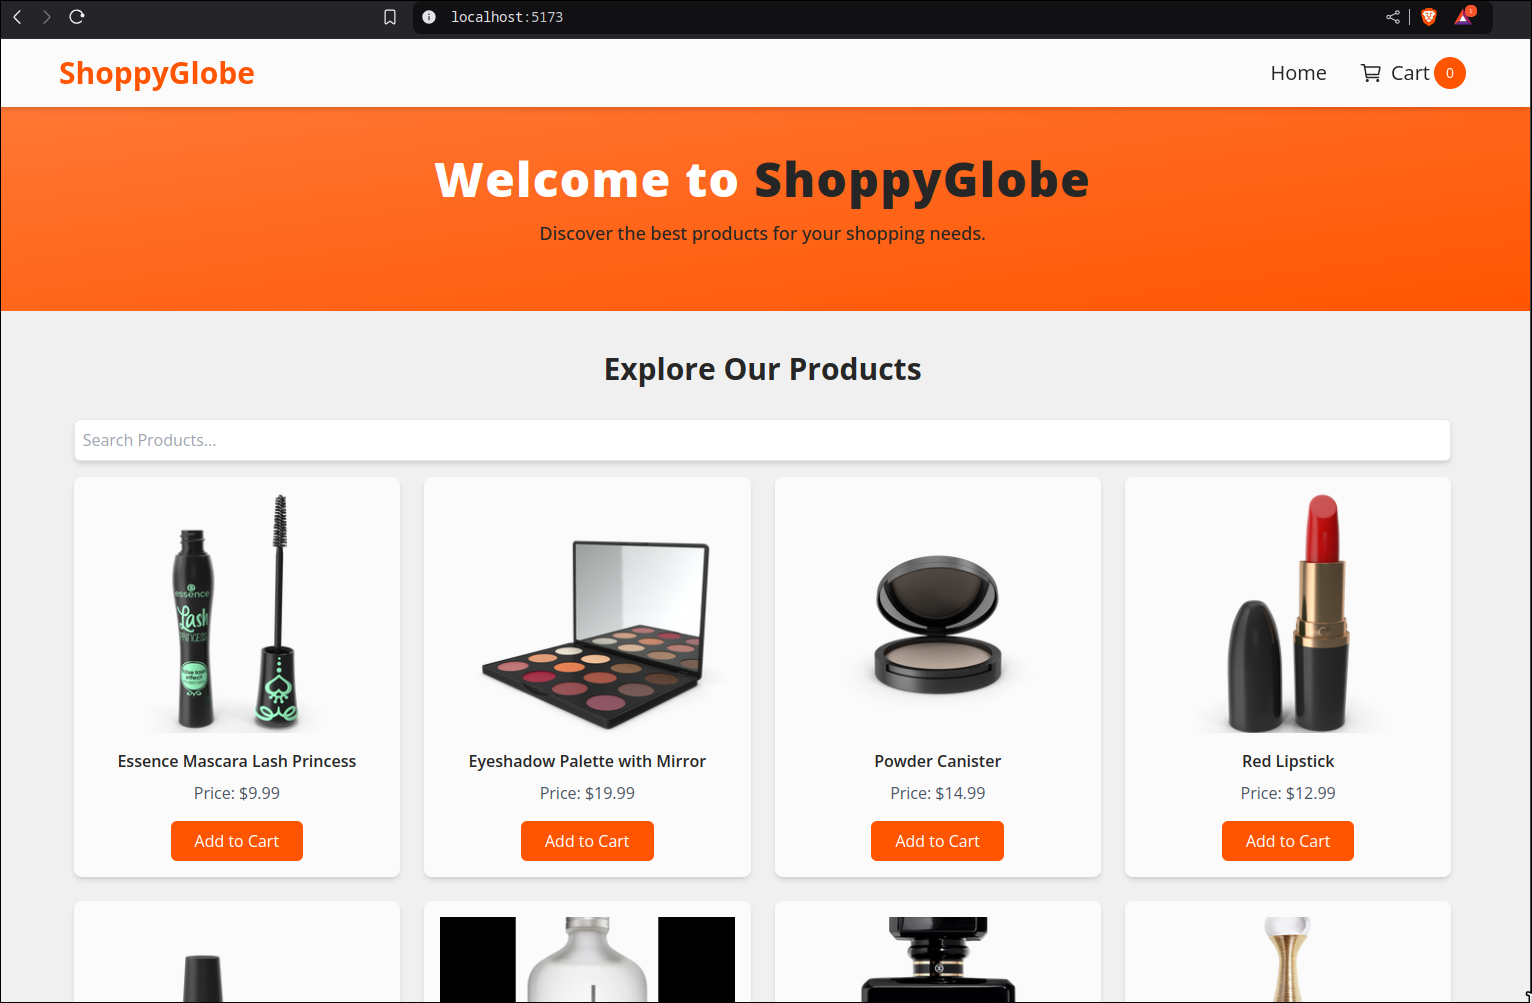 localhost:5173
ShoppyGlobe
Home
Cart 0
Welcome to ShoppyGlobe
Discover the best products for your shopping needs.
Explore Our Products
Search Products...
essence
Lash
PRINCESS
Essence Mascara Lash Princess
Eyeshadow Palette with Mirror
Powder Canister
Red Lipstick
Price: $9.99
Price: $19.99
Price: $14.99
Price: $12.99
Add to Cart
Add to Cart
Add to Cart
Add to Cart